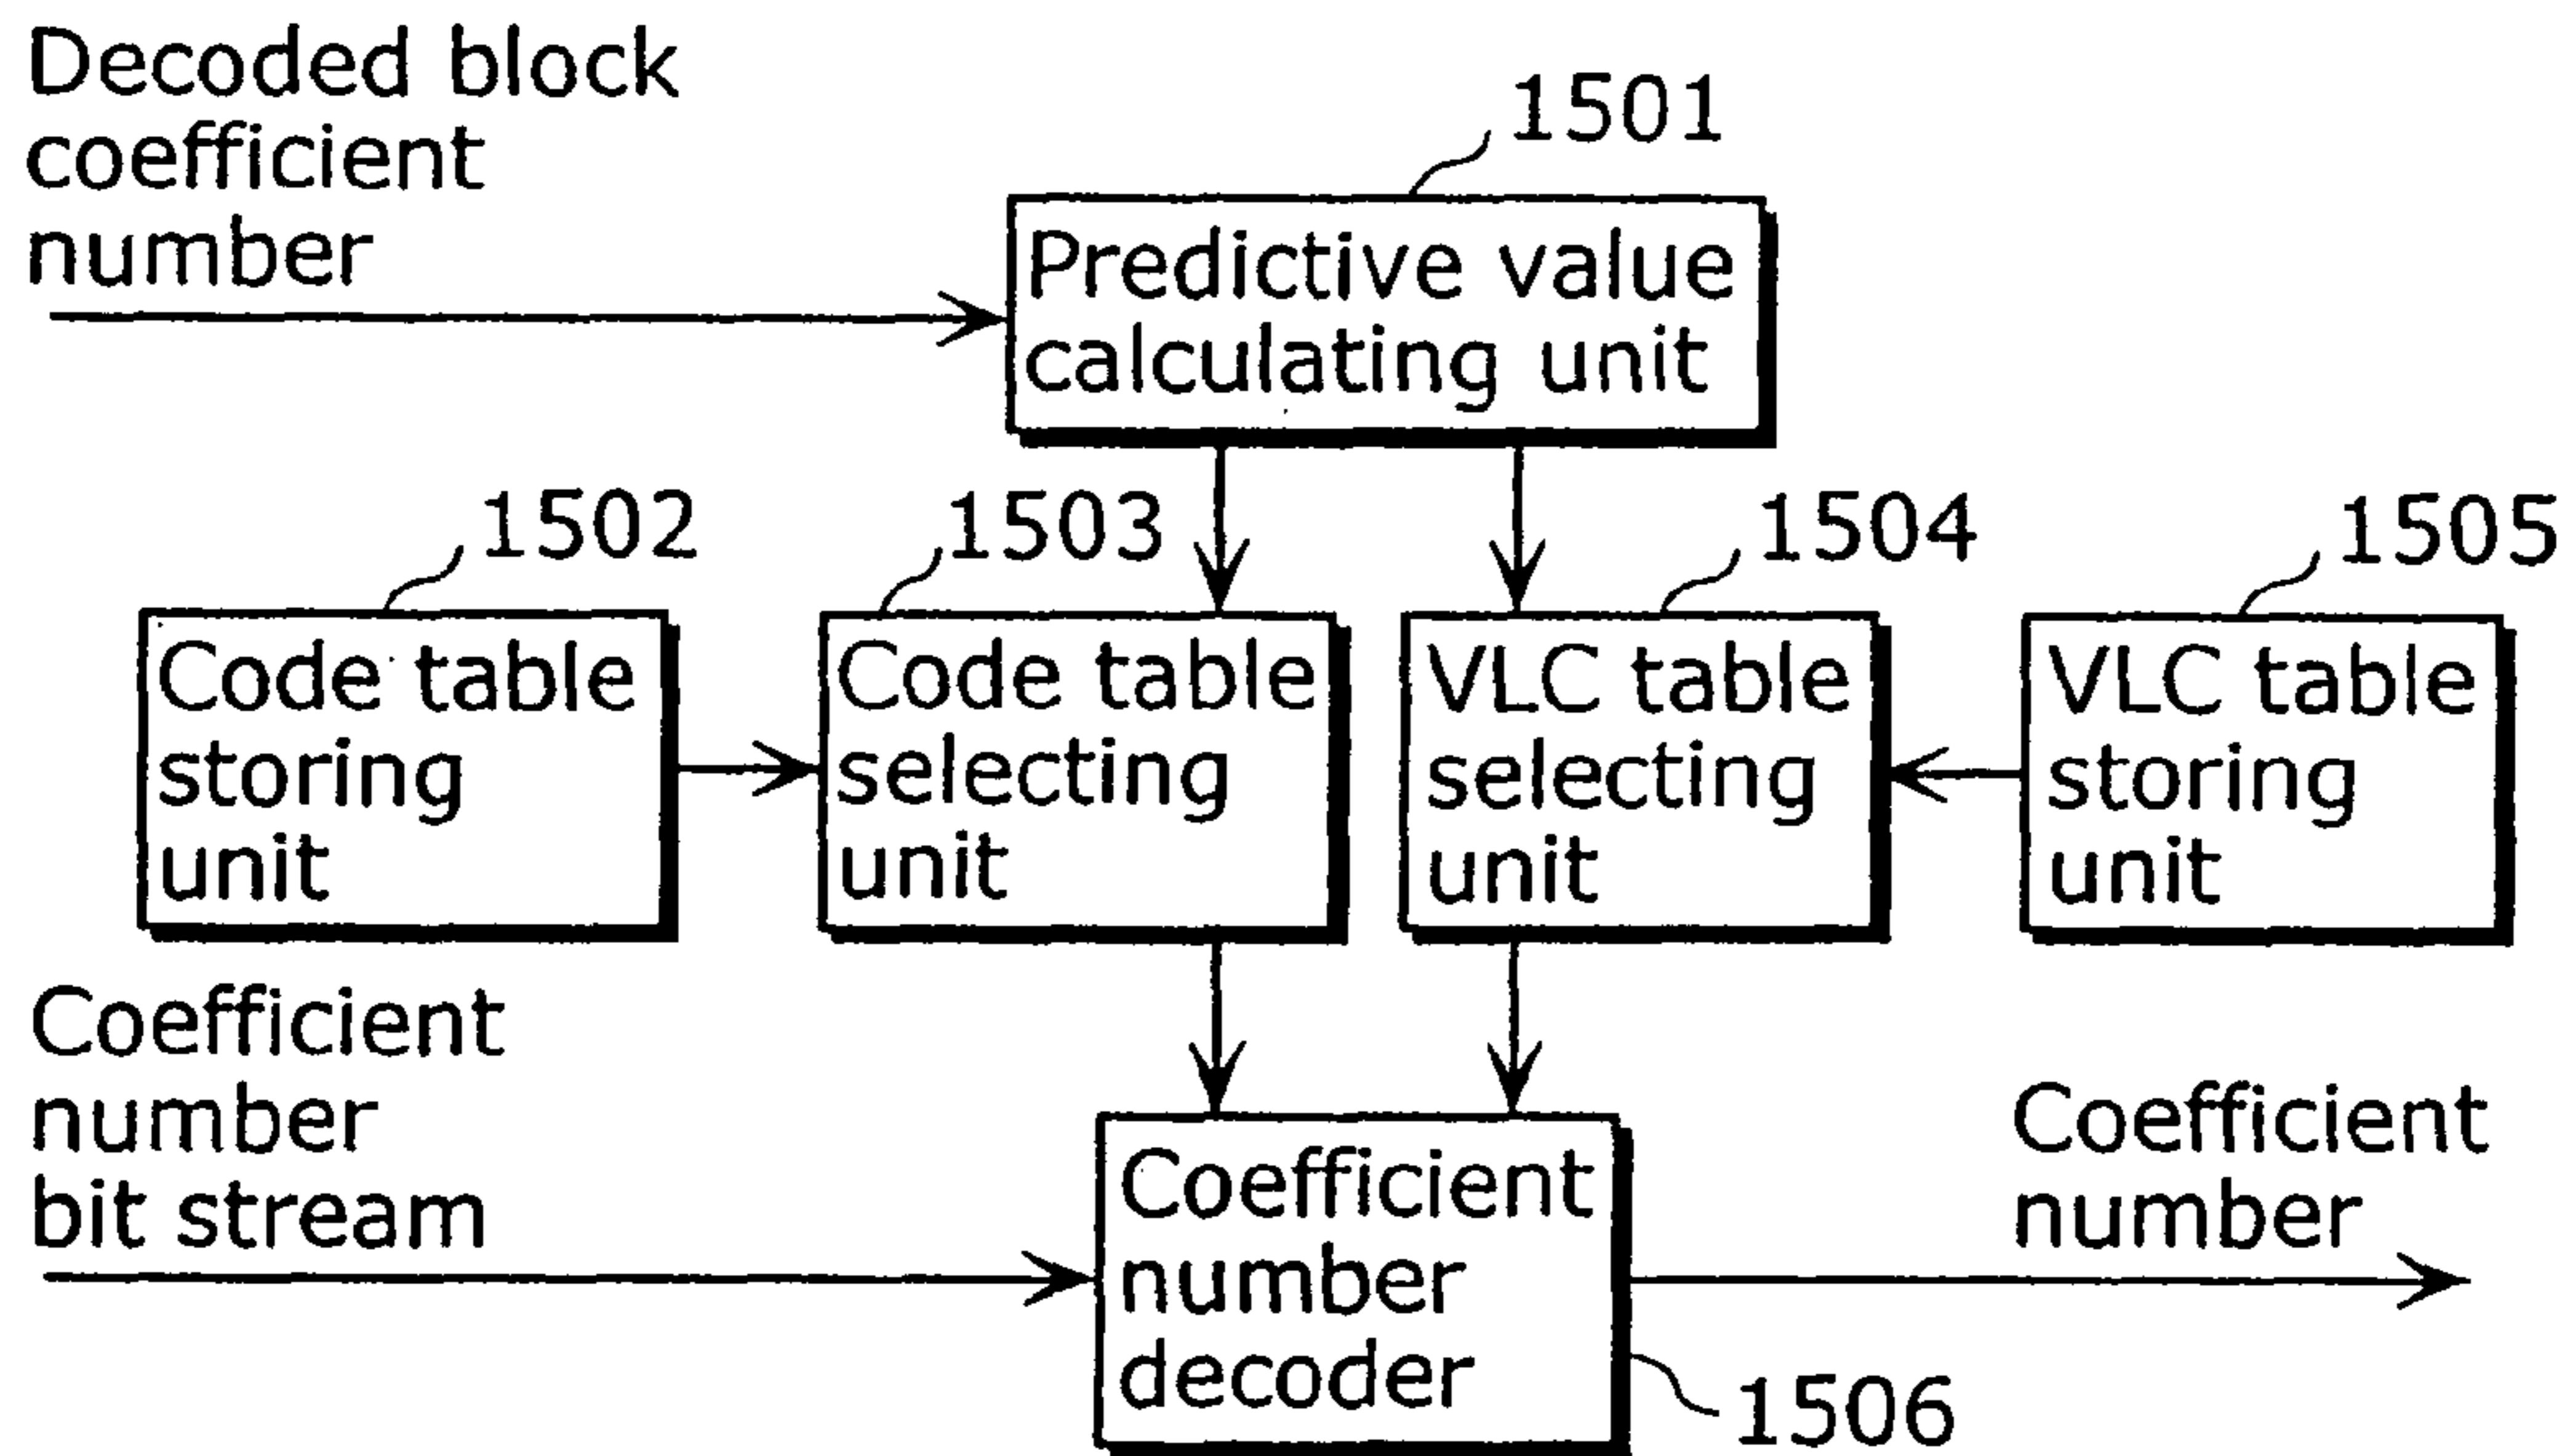 Decoded block
coefficient
number
1501
Predictive value
calculating unit
1502
1503
1504
1505
Code table
storing
unit
Code table
selecting
unit
VLC table
selecting
unit
VLC table
storing
unit
Coefficient
number
bit stream
Coefficient
number
decoder
Coefficient
number
1506